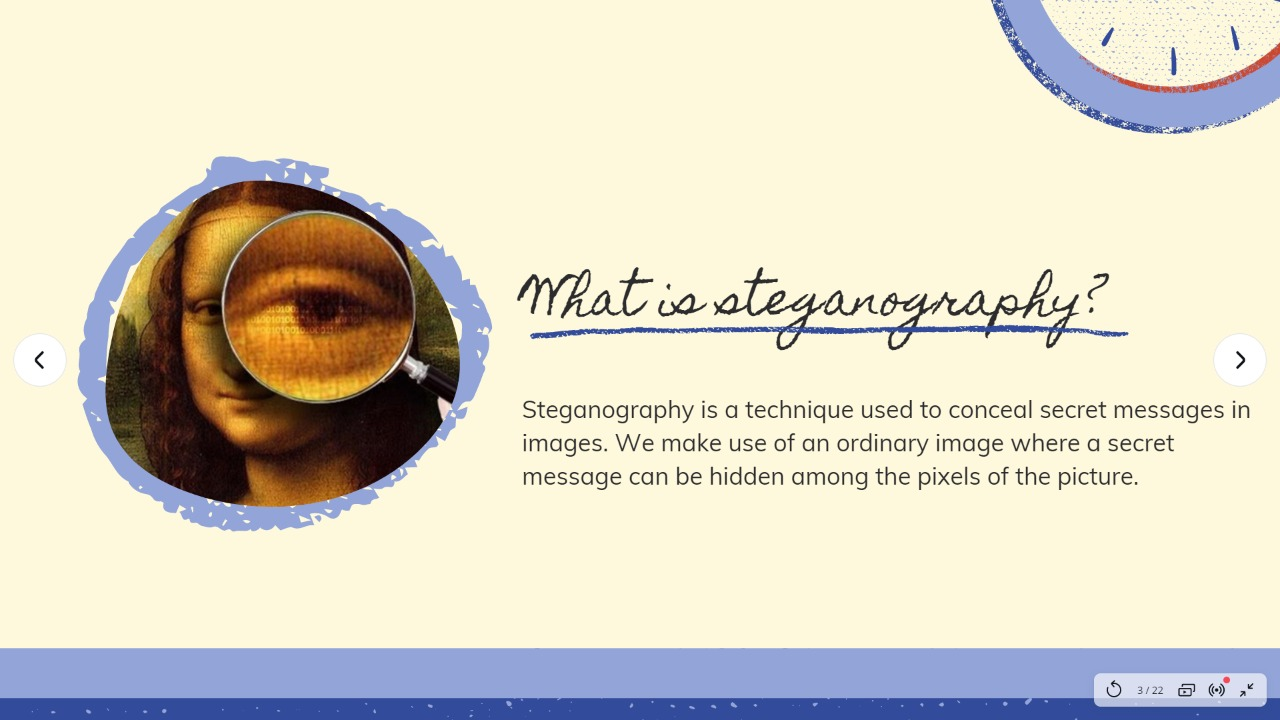 What is steganography?
Steganography is a technique used to conceal secret messages in
images. We make use of an ordinary image where a secret
message can be hidden among the pixels of the picture.
3 / 22